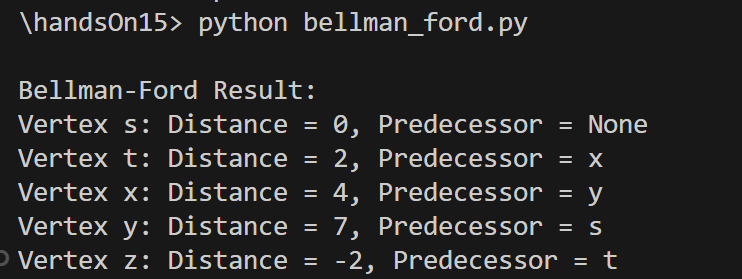 \handsOn15> python bellman_ford.py
Bellman-Ford Result:
Vertex s: Distance = 0, Predecessor = None
Vertex t: Distance = 2, Predecessor = x
Vertex x: Distance = 4, Predecessor = y
Vertex y: Distance = 7, Predecessor = s
Vertex z: Distance = -2, Predecessor = t